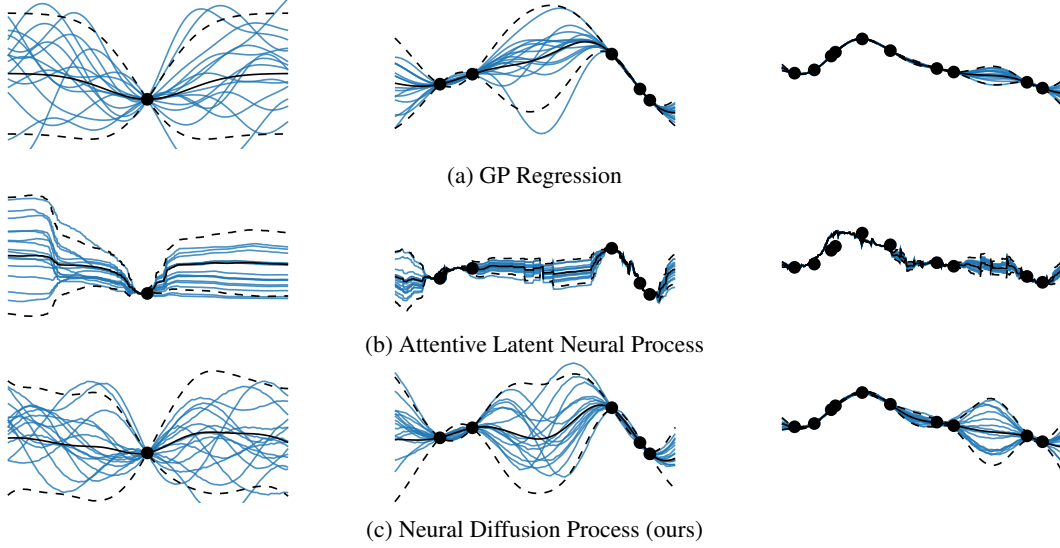 (a) GP Regression
(b) Attentive Latent Neural Process
(c) Neural Diffusion Process (ours)